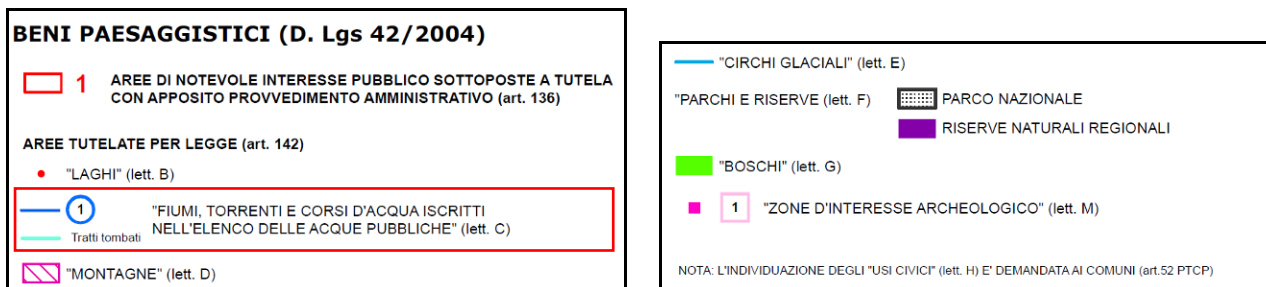 BENI PAESAGGISTICI (D. Lgs 42/2004)
1 AREE DI NOTEVOLE INTERESSE PUBBLICO SOTTOPOSTE A TUTELA
CON APPOSITO PROVVEDIMENTO AMMINISTRATIVO (art. 136)
AREE TUTELATE PER LEGGE (art. 142)
"LAGHI" (lett. B)
1 "FIUMI, TORRENTI E CORSI D'ACQUA ISCRITTI
NELL'ELENCO DELLE ACQUE PUBBLICHE" (lett. C)
Tratti tombati
"MONTAGNE" (lett. D)
"CIRCHI GLACIALI" (lett. E)
"PARCHI E RISERVE (lett. F) PARCO NAZIONALE
RISERVE NATURALI REGIONALI
"BOSCHI" (lett. G)
1 "ZONE D'INTERESSE ARCHEOLOGICO" (lett. M)
NOTA: L'INDIVIDUAZIONE DEGLI "USI CIVICI" (lett. H) E' DEMANDATA AI COMUNI (art.52 PTCP)